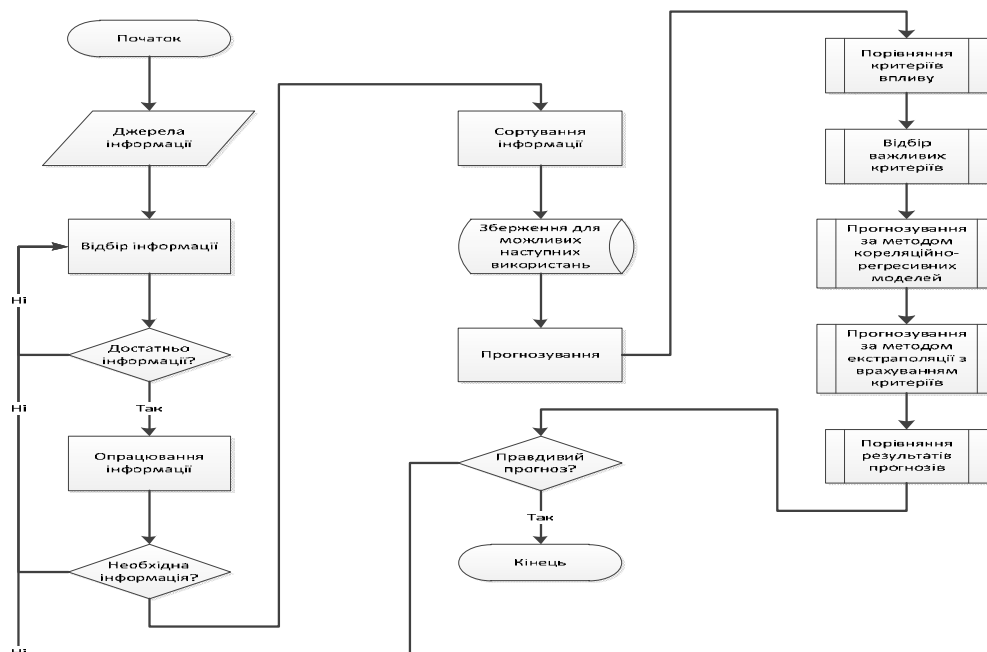 Початок
Джерела
інформації
Відбір інформації
Ні
Достатньо
інформації?
Ні
Так
Опрацювання
інформації
Необхідна
інформація?
Ні
Сортування
інформації
Зберження для
можливих
наступних
використань
Прогнозування
Порівняння
критеріїв
впливу
Відбір
важливих
критеріїв
Прогнозування
за методом
кореляційно-
регресивних
моделей
Прогнозування
за методом
екстраполяції з
врахуванням
критеріїв
Порівняння
результатів
прогнозів
Правдивий
прогноз?
Так
Кінець